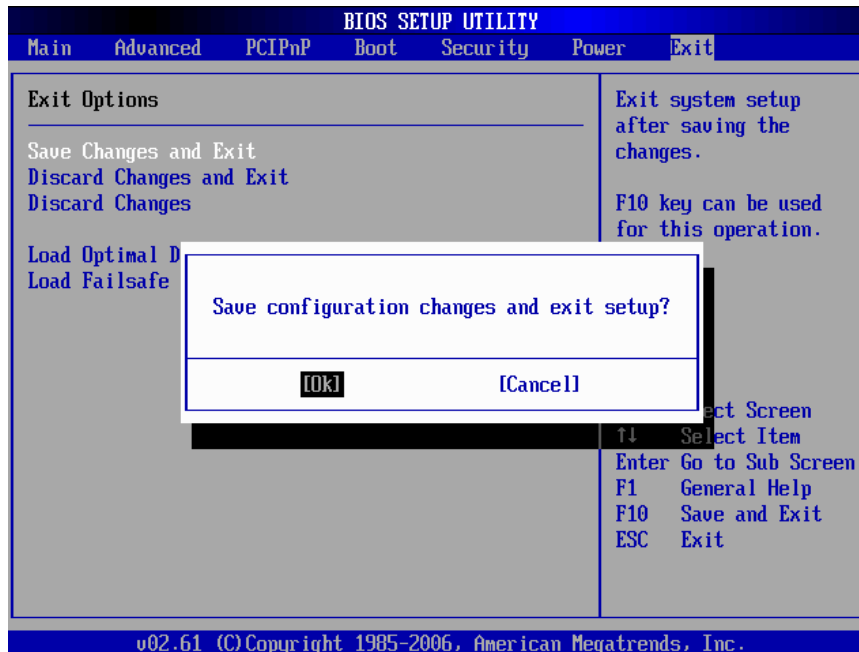 BIOS SETUP UTILITY
Main Advanced PCIPnP Boot Security Power Exit
Exit Options
Save Changes and Exit
Discard Changes and Exit
Discard Changes
Load Optimal D
Load Failsafe
Exit system setup
after saving the
changes.
F10 key can be used
for this operation.
Save configuration changes and exit setup?
[Ok] [Cancel]
ect Screen
↑↓ Select Item
Enter Go to Sub Screen
F1 General Help
F10 Save and Exit
ESC Exit
v02.61 (C)Copyright 1985-2006, American Megatrends, Inc.